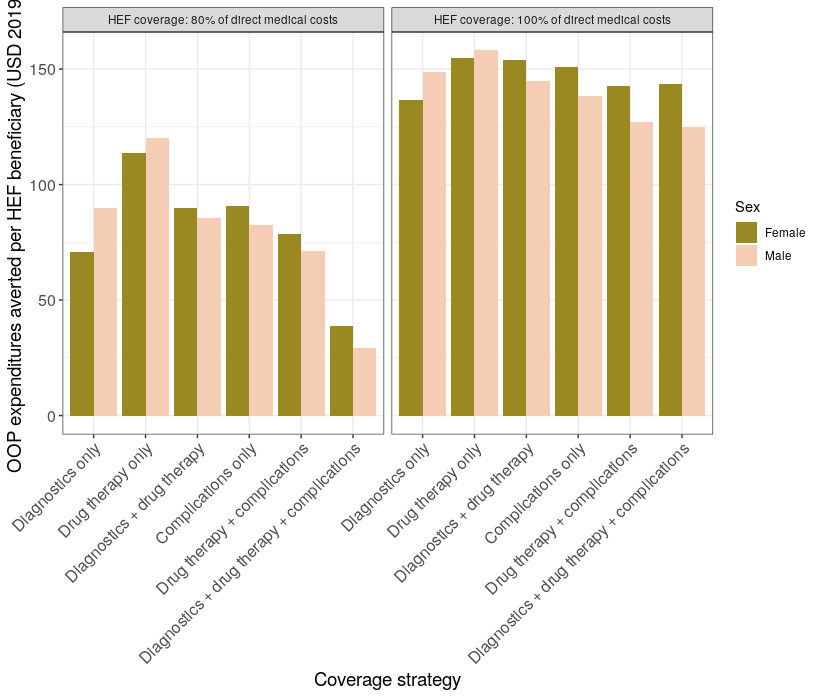 HEF coverage: 80% of direct medical costs
HEF coverage: 100% of direct medical costs
OOP expenditures averted per HEF beneficiary (USD 2019
150
100
50
0
DIagnostics only
Drug therapy only
DIagnostics + drug therapy
Complications only
Drug therapy + complications
DIagnostics + drug therapy + complications
DIagnostics only
Drug therapy only
DIagnostics + drug therapy
Complications only
Drug therapy + complications
DIagnostics + drug therapy + complications
Coverage strategy
Sex
Female
Male